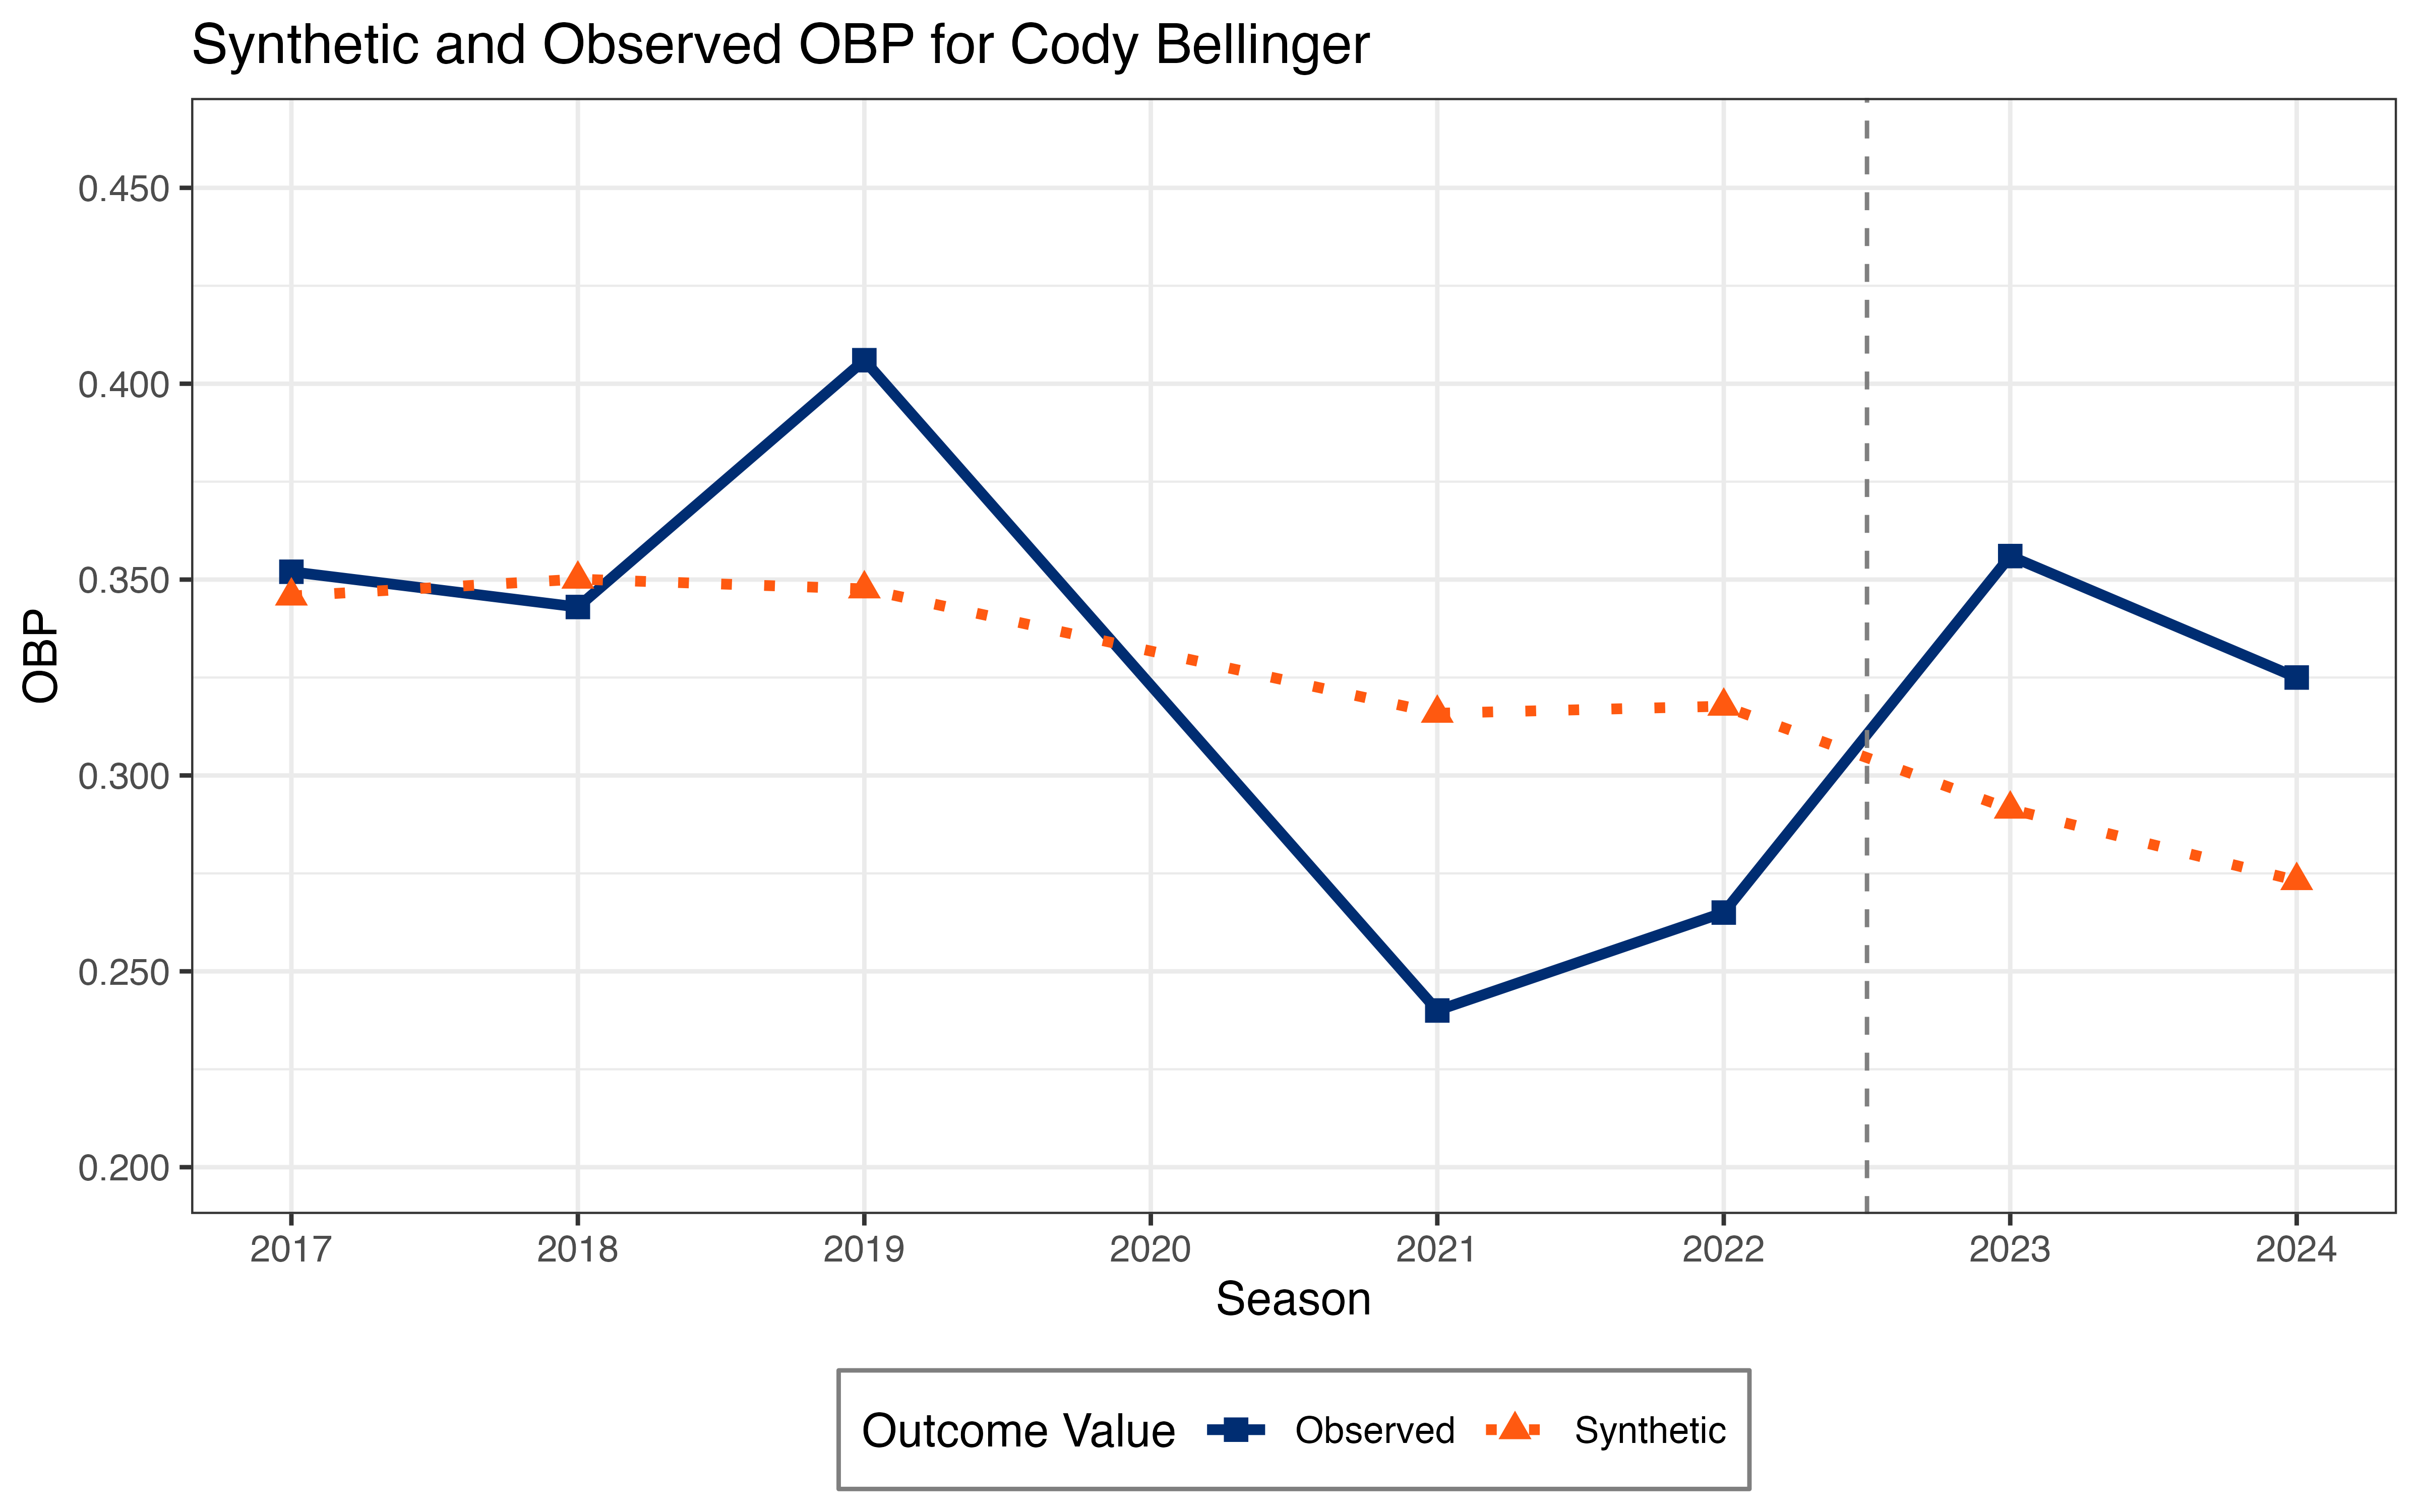 Synthetic and Observed OBP for Cody Bellinger
OBP
0.450
0.400
0.350
0.300
0.250
0.200
2017 2018 2019 2020 2021 2022 2023 2024
Season
Outcome Value Observed Synthetic